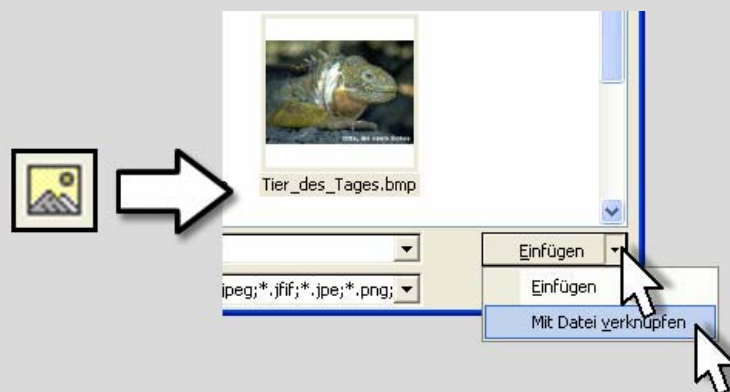 Tier_des_Tages.bmp
Einfügen
jpeg;*.jfif;*.jpe;*.png;
Einfügen
Mit Datei verknüpfen